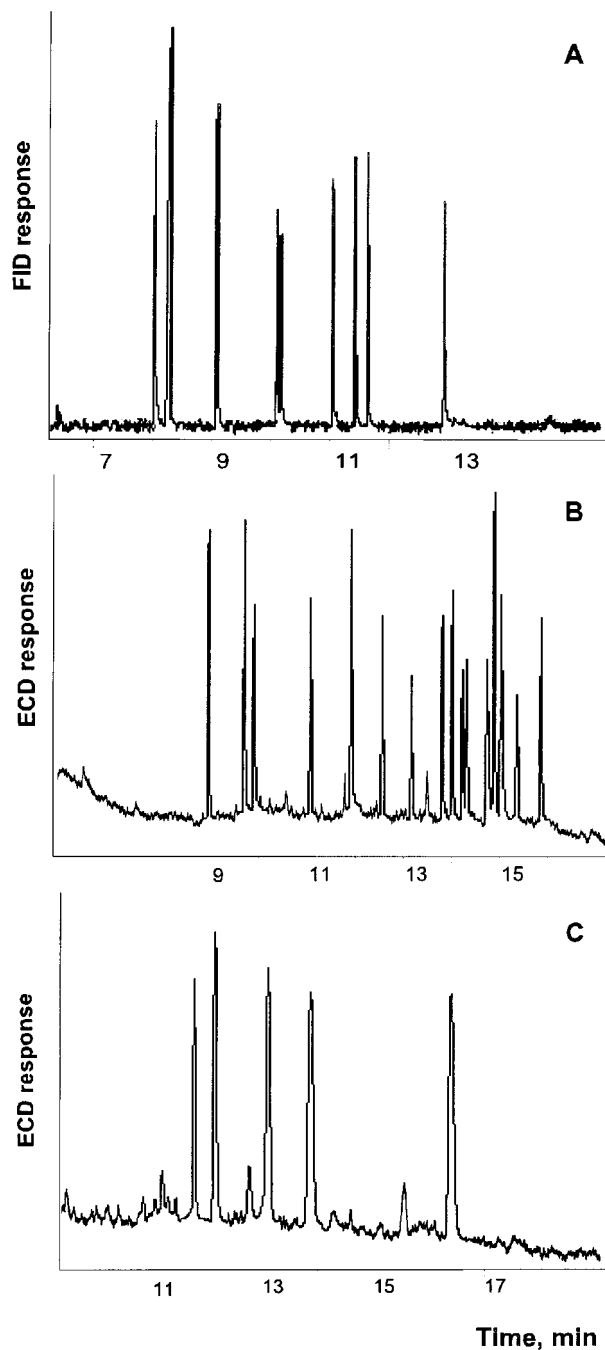 A
FID response
7 9 11 13
B
ECD response
9 11 13 15
C
ECD response
11 13 15 17
Time, min